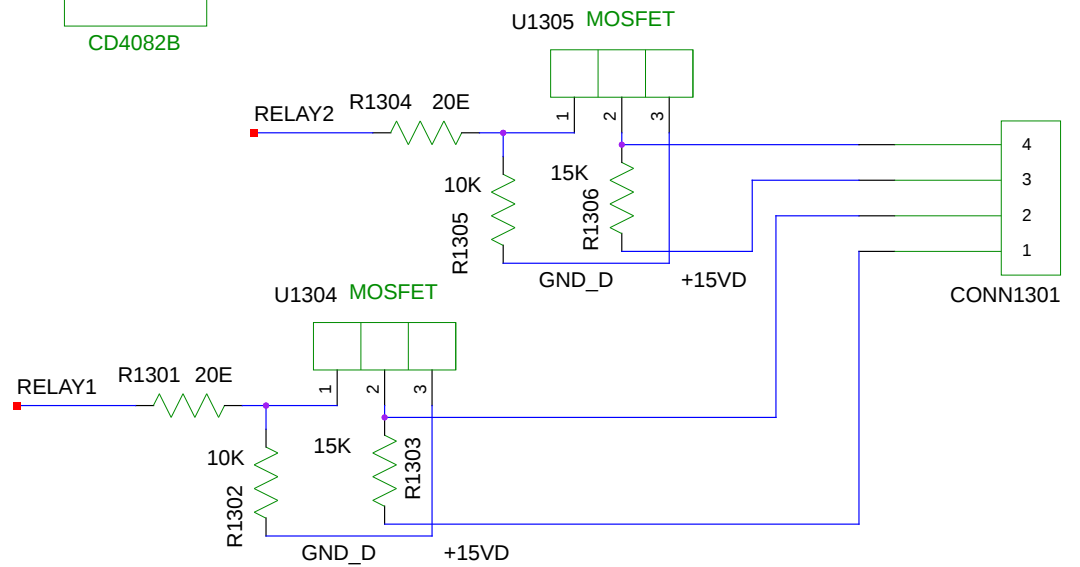 U1305 MOSFET
CD4082B
RELAY2
R1304 20E
1
2
3
4
3
2
1
10K
R1305
15K
R1306
GND_D
+15VD
CONN1301
U1304 MOSFET
RELAY1
R1301 20E
1
2
3
10K
R1302
15K
R1303
GND_D
+15VD